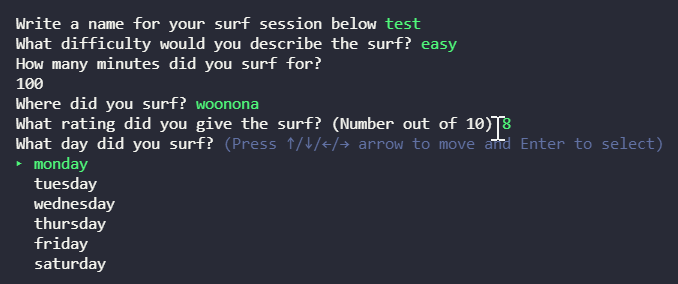 Write a name for your surf session below test
What difficulty would you describe the surf? easy
How many minutes did you surf for?
100
Where did you surf? woonona
What rating did you give the surf? (Number out of 10) 8
What day did you surf? (Press ↑/↓/←/→ arrow to move and Enter to select)
‣ monday
tuesday
wednesday
thursday
friday
saturday